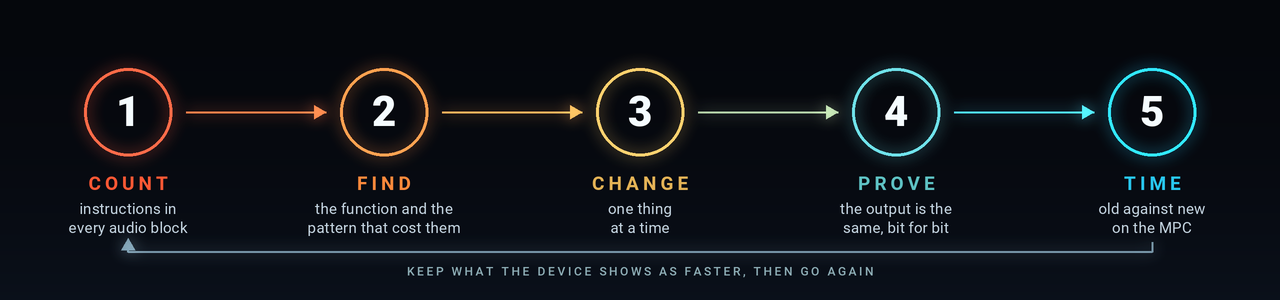 1
2
3
4
5
COUNT
instructions in
every audio block
FIND
the function and the
pattern that cost them
CHANGE
one thing
at a time
PROVE
the output is the
same, bit for bit
TIME
old against new
on the MPC
KEEP WHAT THE DEVICE SHOWS AS FASTER, THEN GO AGAIN